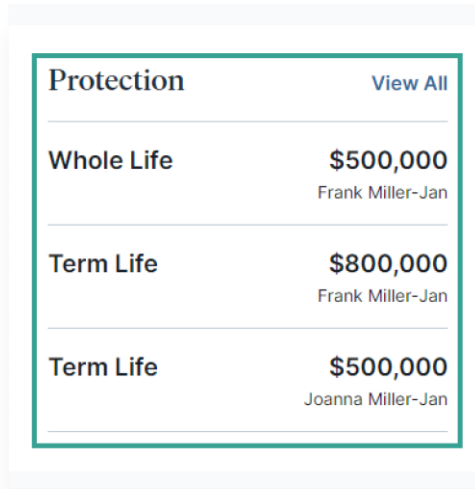 Protection View All
Whole Life $500,000
Frank Miller-Jan
Term Life $800,000
Frank Miller-Jan
Term Life $500,000
Joanna Miller-Jan